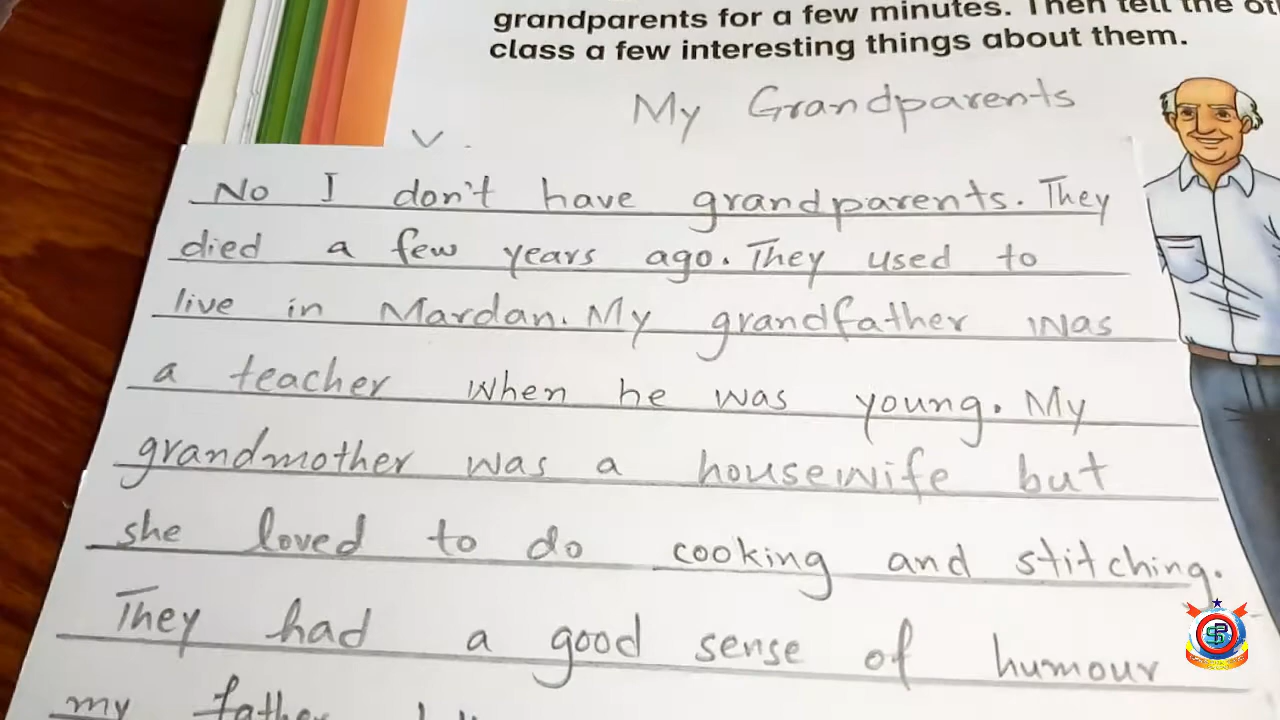 grandparents for a few minutes. Then tell the
class a few interesting things about them.
My Grandparents
No I don't have grandparents. They
died a few years ago. They used to
live in Mardan. My grandfather was
a teacher when he was young. My
grandmother was a housewife but
she loved to do cooking and stitching.
They had a good sense of humour
my father